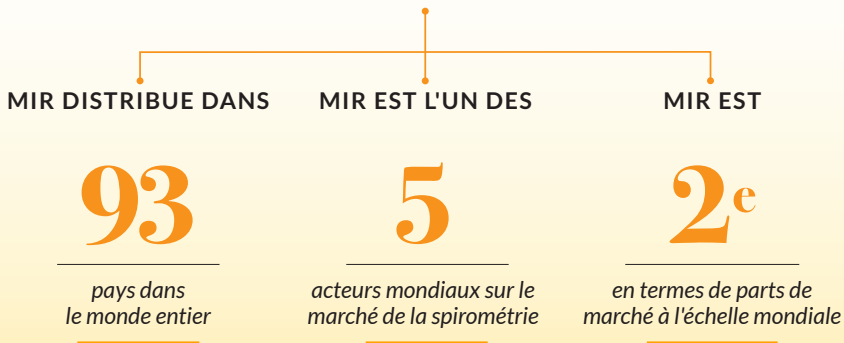 MIR DISTRIBUE DANS
93
pays dans
le monde entier
MIR EST L'UN DES
5
acteurs mondiaux sur le
marché de la spirométrie
MIR EST
2e
en termes de parts de
marché à l'échelle mondiale